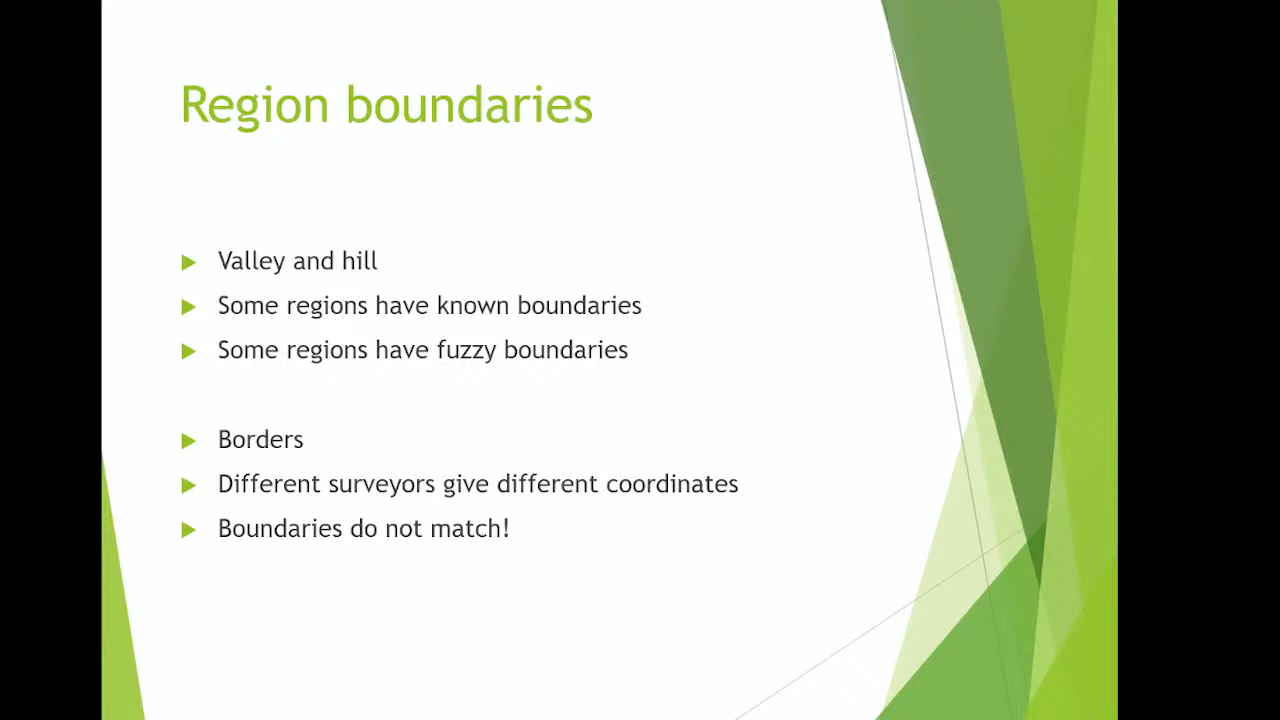 Region boundaries
Valley and hill
Some regions have known boundaries
Some regions have fuzzy boundaries
Borders
Different surveyors give different coordinates
Boundaries do not match!